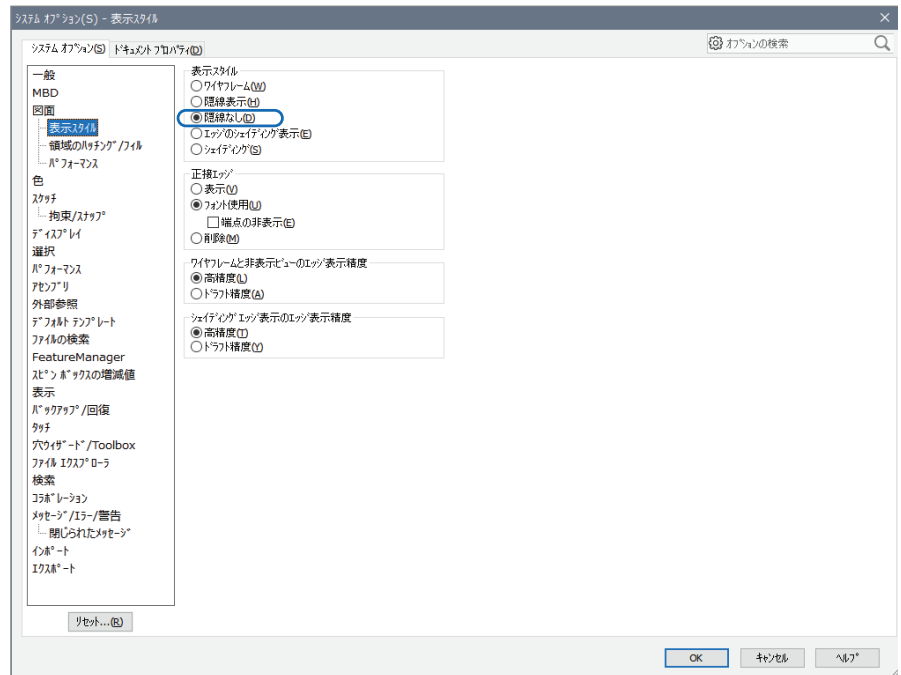 システム オプション(S) - 表示スタイル
システム オプション(S) ドキュメント プロパティ(D)
オプションの検索
一般
MBD
図面
表示スタイル
領域のハッチング/フィル
パフォーマンス
色
スケッチ
拘束/スナップ
ディスプレイ
選択
パフォーマンス
アセンブリ
外部参照
デフォルト テンプレート
ファイルの検索
FeatureManager
スピン ボックスの増減値
表示
バックアップ/回復
タッチ
穴ウィザード/Toolbox
ファイル エクスプローラ
検索
コラボレーション
メッセージ/エラー/警告
閉じられたメッセージ
インポート
エクスポート
リセット...(R)
表示スタイル
ワイヤフレーム(W)
隠線表示(H)
隠線なし(D)
エッジのシェイディング表示(E)
シェイディング(S)
正接エッジ
表示(V)
フォント使用(U)
端点の非表示(E)
削除(M)
ワイヤフレームと非表示ビューのエッジ表示精度
高精度(L)
ドラフト精度(A)
シェイディング エッジ表示のエッジ表示精度
高精度(T)
ドラフト精度(Y)
OK キャンセル ヘルプ